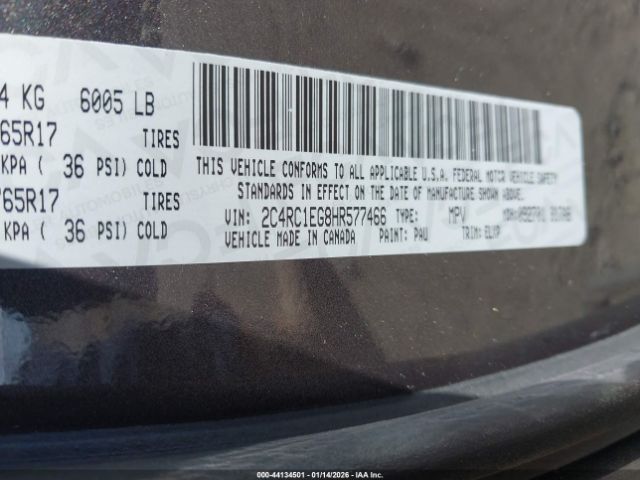 4 KG 6005 LB
65R17 TIRES
KPA ( 36 PSI) COLD
65R17 TIRES
KPA ( 36 PSI) COLD
THIS VEHICLE CONFORMS TO ALL APPLICABLE U.S.A. FEDERAL MOTOR VEHICLE SAFETY
STANDARDS IN EFFECT ON THE DATE OF MANUFACTURE SHOWN ABOVE.
VIN: 2C4RC1EG8HR577466 TYPE: MPV
VEHICLE MADE IN CANADA PAINT: PAU TRIM:
000-44134501 - 01/14/2026 - IAAI, INC.